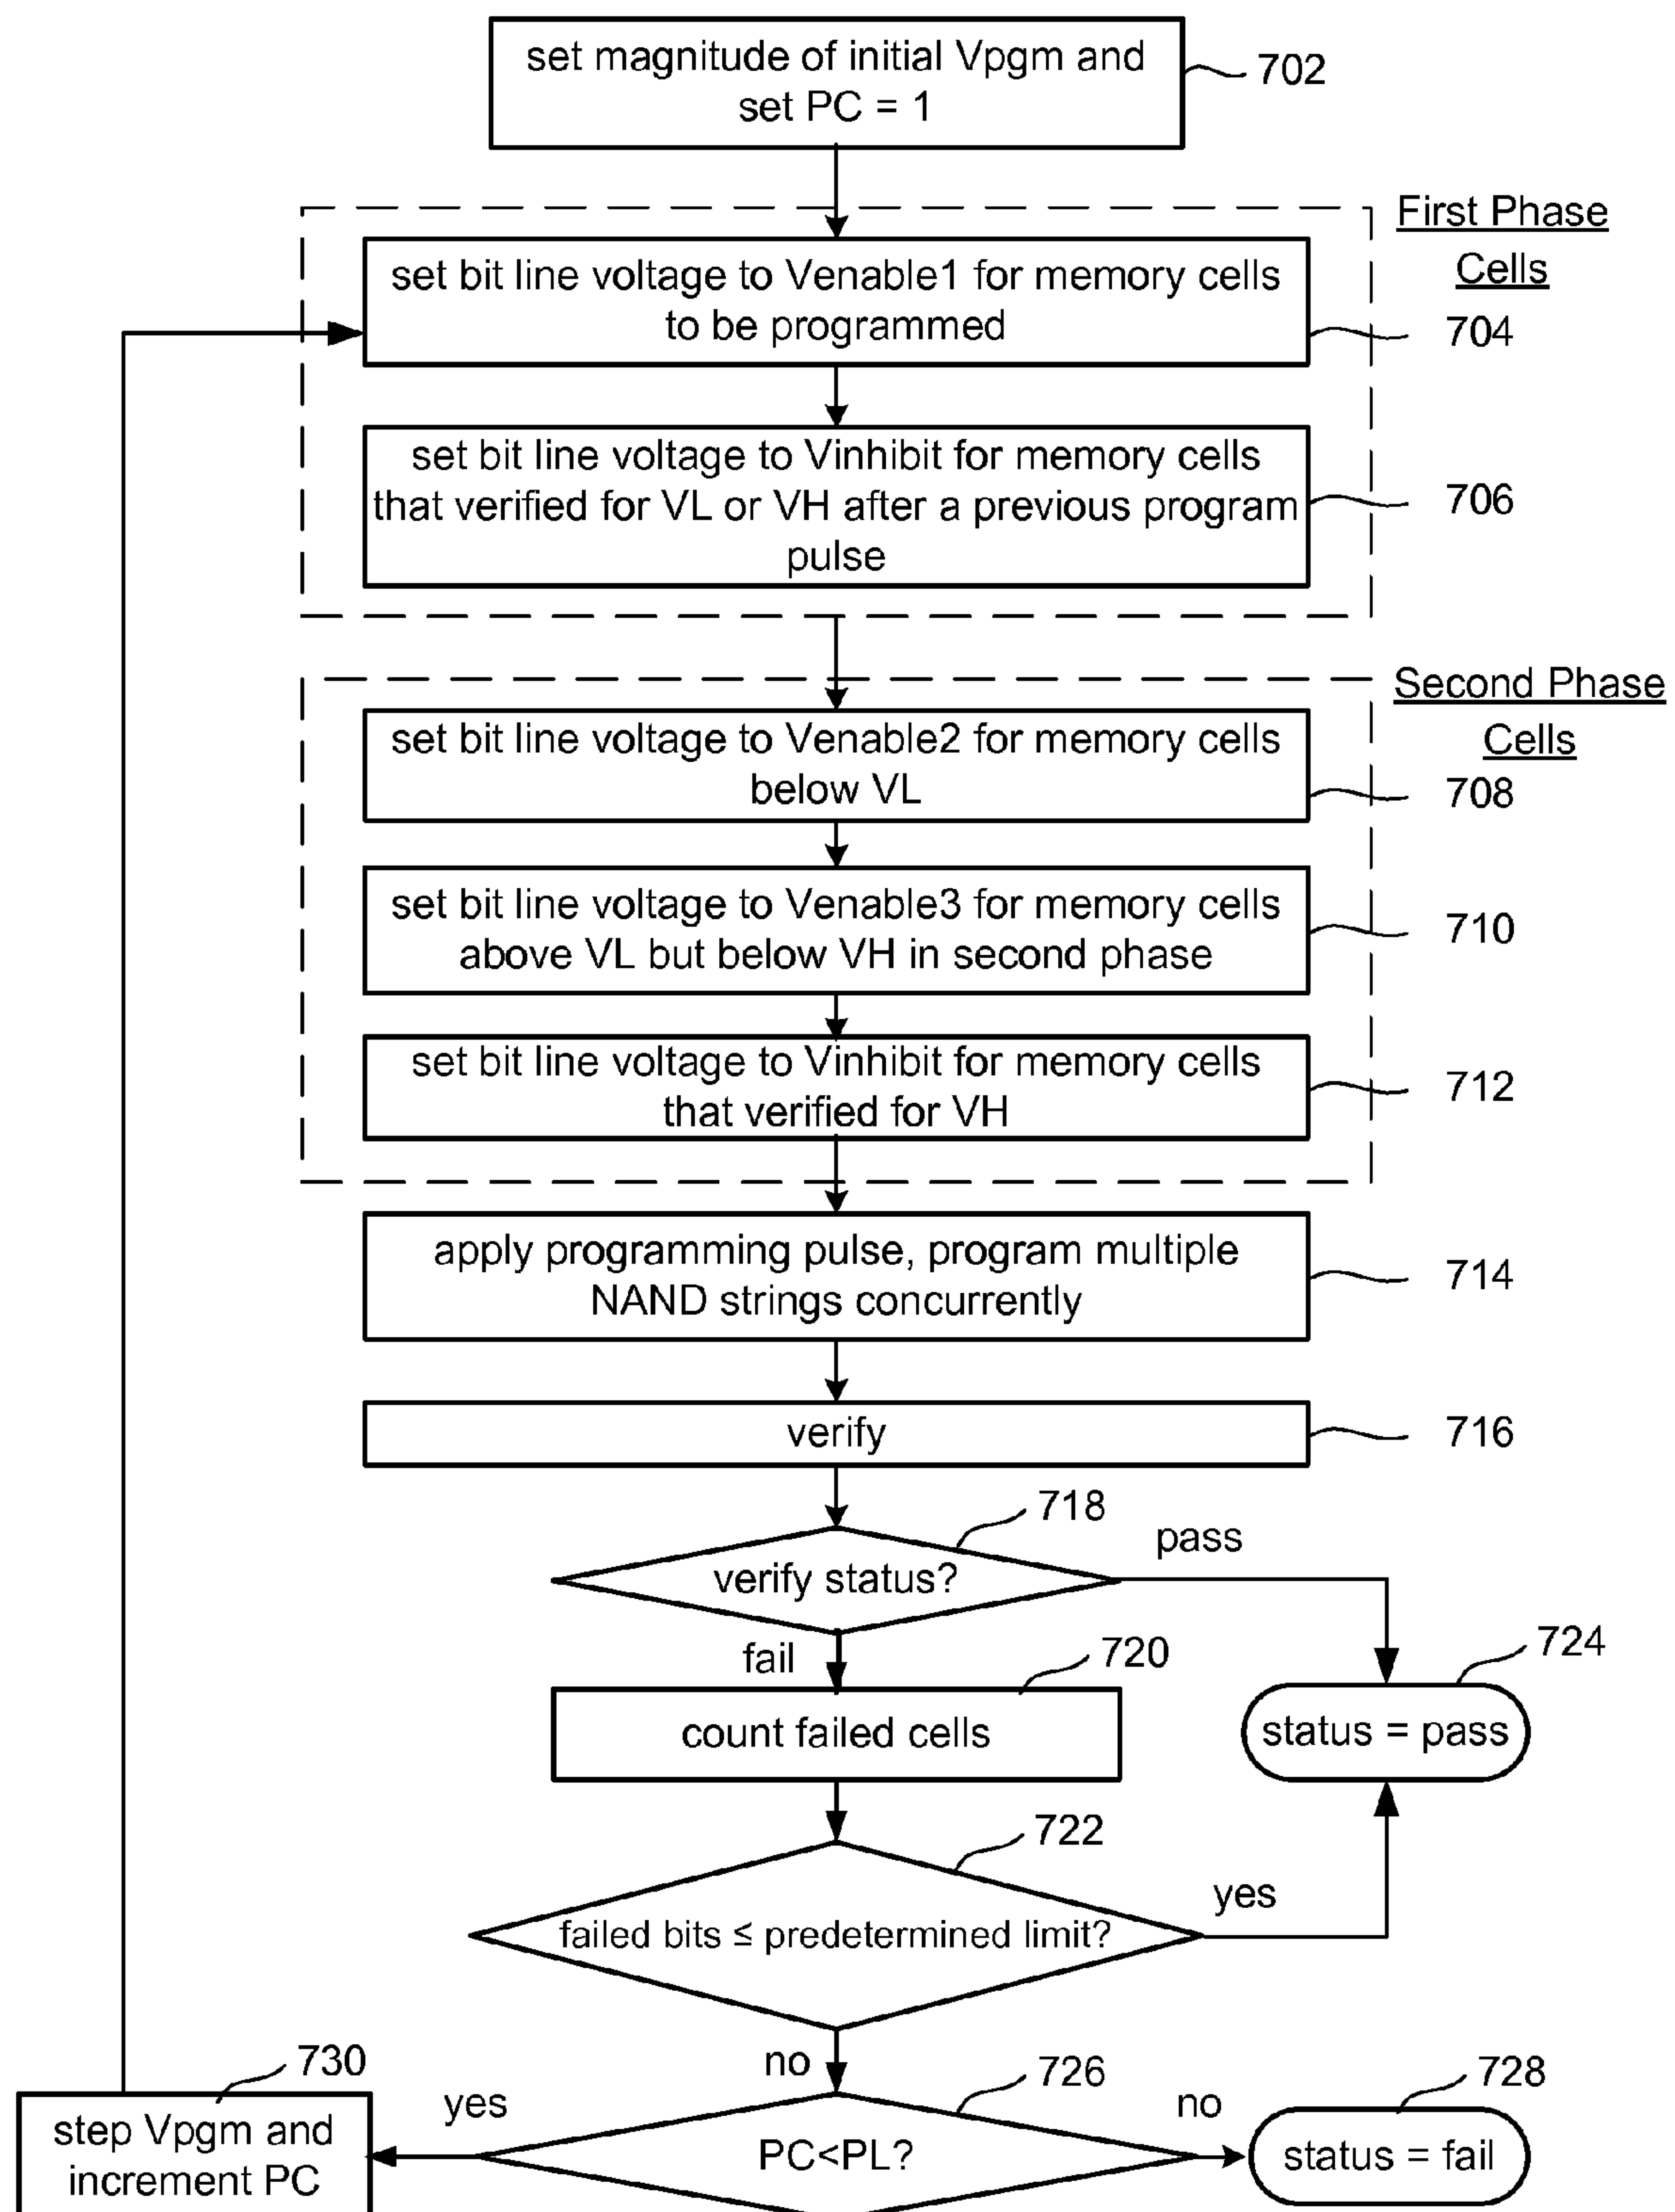 set magnitude of initial Vpgm and
set PC = 1
702
First Phase
Cells
set bit line voltage to Venable1 for memory cells
to be programmed
704
set bit line voltage to Vinhibit for memory cells
that verified for VL or VH after a previous program
pulse
706
Second Phase
Cells
set bit line voltage to Venable2 for memory cells
below VL
708
set bit line voltage to Venable3 for memory cells
above VL but below VH in second phase
710
set bit line voltage to Vinhibit for memory cells
that verified for VH
712
apply programming pulse, program multiple
NAND strings concurrently
714
verify
716
718
verify status?
pass
fail
720
count failed cells
724
status = pass
722
failed bits ≤ predetermined limit?
yes
no
726
PC<PL?
yes
730
step Vpgm and
increment PC
no
728
status = fail